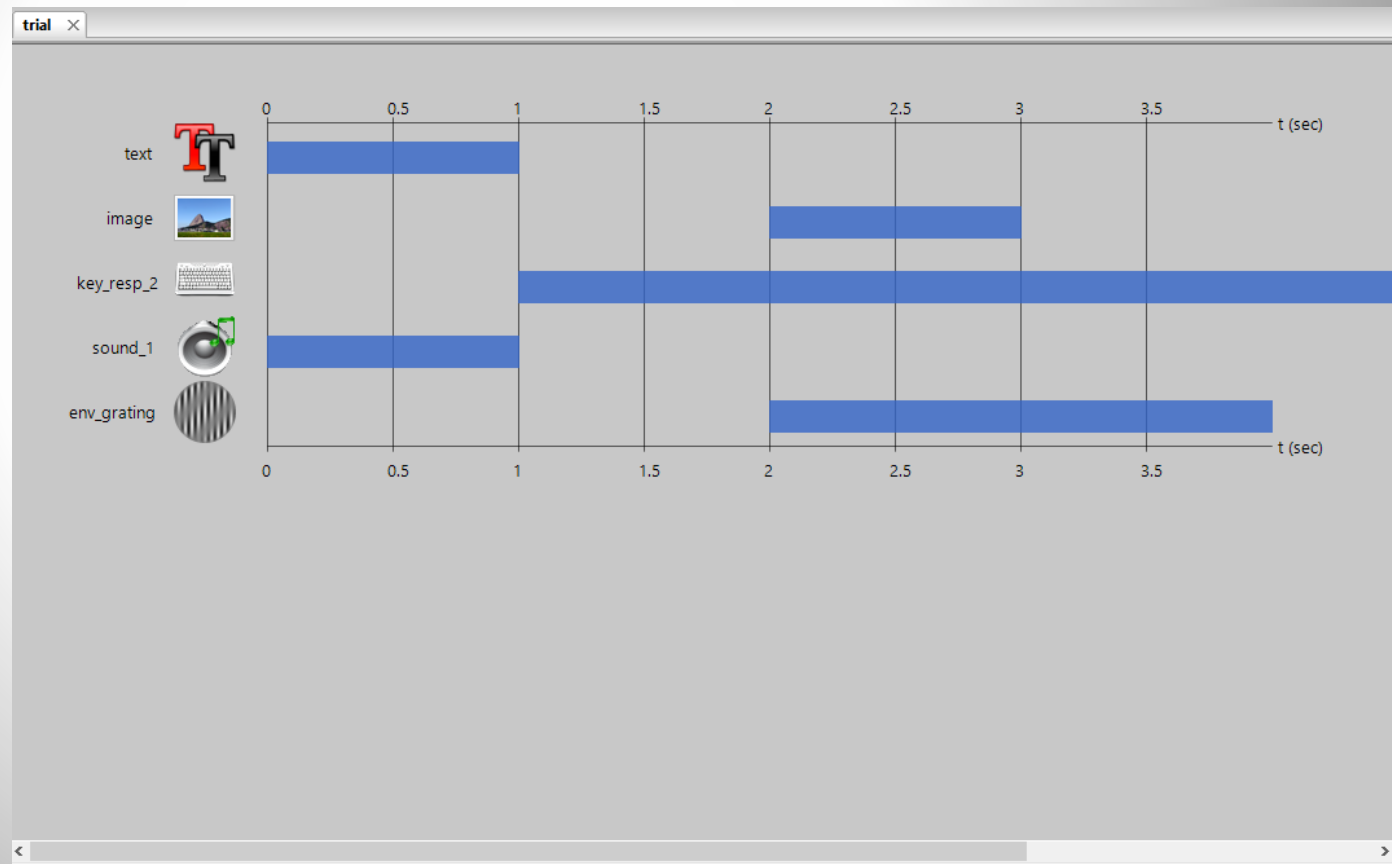 trial
0 0.5 1 1.5 2 2.5 3 3.5
t (sec)
text
image
key_resp_2
sound_1
env_grating
t (sec)
0 0.5 1 1.5 2 2.5 3 3.5